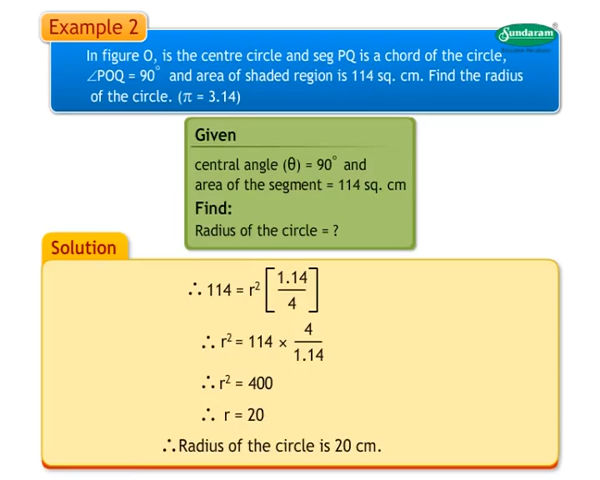 Example 2
Sundaram
In figure O, is the centre circle and seg PQ is a chord of the circle,
∠POQ = 90° and area of shaded region is 114 sq. cm. Find the radius
of the circle. (π = 3.14)
Given
central angle (θ) = 90° and
area of the segment = 114 sq. cm
Find:
Radius of the circle = ?
Solution
∴ 114 = r² [1.14/4]
∴ r² = 114 × 4/1.14
∴ r² = 400
∴ r = 20
∴ Radius of the circle is 20 cm.